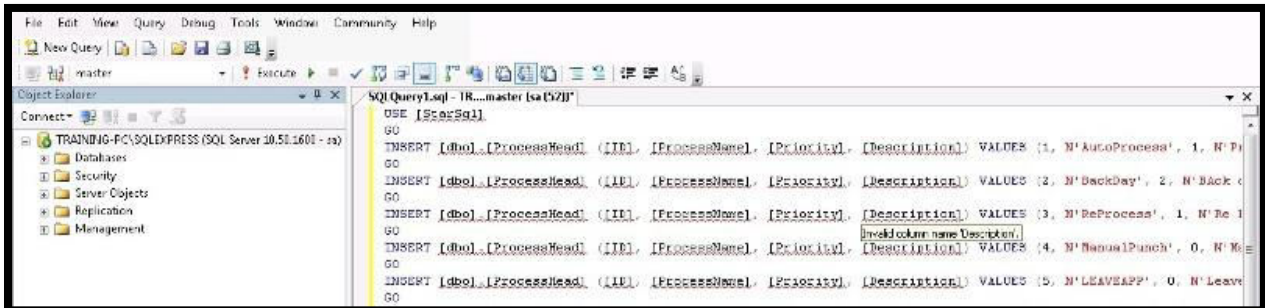 File Edit View Query Debug Tools Window Community Help
New Query
master Execute
Object Explorer
Connect
TRAINING-PC\SQLEXPRESS (SQL Server 10.50.1600 - sa)
Databases
Security
Server Objects
Replication
Management
SQLQuery1.sql - TR....master (sa (52))*
USE [StarSql]
GO
INSERT [dbo].[ProcessHead] ([ID], [ProcessName], [Priority], [Description]) VALUES (1, N'AutoProcess', 1, N'
GO
INSERT [dbo].[ProcessHead] ([ID], [ProcessName], [Priority], [Description]) VALUES (2, N'BackDay', 2, N'BAck
GO
INSERT [dbo].[ProcessHead] ([ID], [ProcessName], [Priority], [Description]) VALUES (3, N'ReProcess', 1, N'Re
GO
Invalid column name 'Description'.
INSERT [dbo].[ProcessHead] ([ID], [ProcessName], [Priority], [Description]) VALUES (4, N'ManualPunch', 0, N'
GO
INSERT [dbo].[ProcessHead] ([ID], [ProcessName], [Priority], [Description]) VALUES (5, N'LEAVEAPP', 0, N'Leave
GO